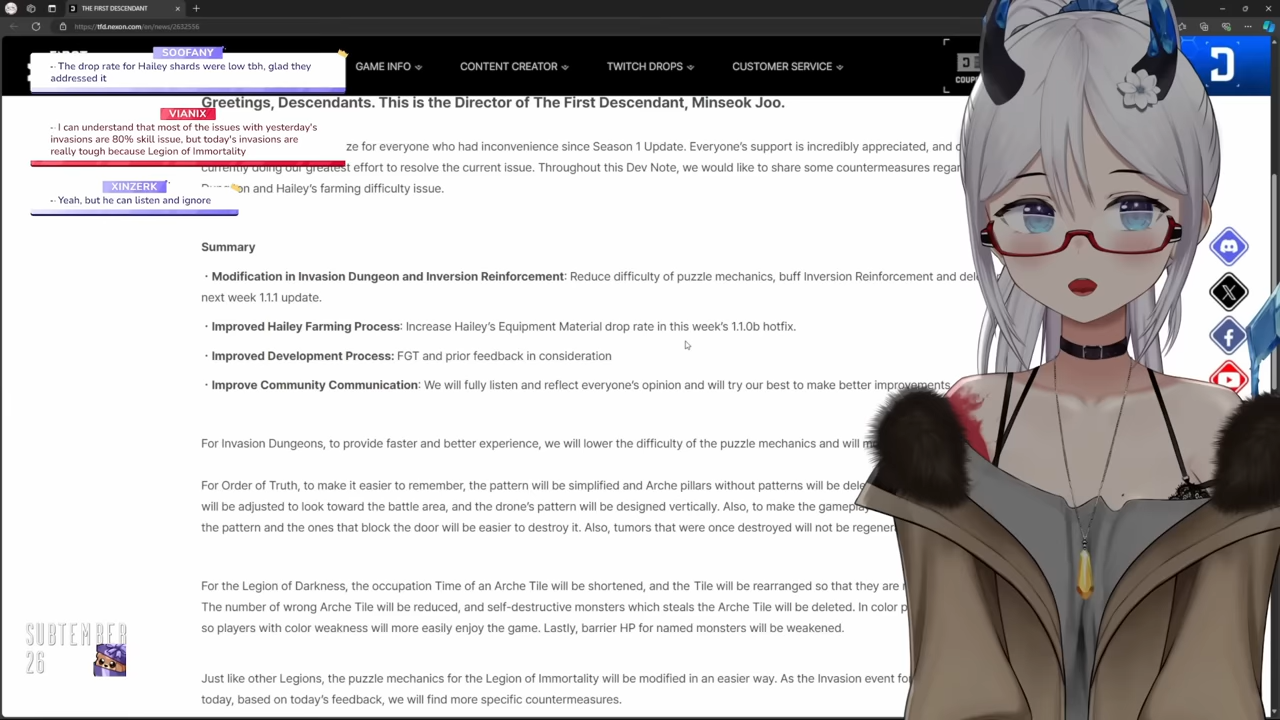 THE FIRST DESCENDANT
https://tfd.nexon.com/en/news/2632556
SOOFANY
The drop rate for Hailey shards were low tbh, glad they
addressed it
VIANIX
I can understand that most of the issues with yesterday's
invasions are 80% skill issue, but today's invasions are
really tough because Legion of Immortality
XINZERK
Yeah, but he can listen and ignore
GAME INFO
CONTENT CREATOR
TWITCH DROPS
CUSTOMER SERVICE
Greetings, Descendants. This is the Director of The First Descendant, Minseok Joo.
ze for everyone who had inconvenience since Season 1 Update. Everyone's support is incredibly appreciated, and
currently doing our greatest effort to resolve the current issue. Throughout this Dev Note, we would like to share some countermeasures
and Hailey's farming difficulty issue.
Summary
· Modification in Invasion Dungeon and Inversion Reinforcement: Reduce difficulty of puzzle mechanics, buff Inversion Reinforcement and
next week 1.1.1 update.
· Improved Hailey Farming Process: Increase Hailey's Equipment Material drop rate in this week's 1.1.0b hotfix.
· Improved Development Process: FGT and prior feedback in consideration
· Improve Community Communication: We will fully listen and reflect everyone's opinion and will try our best to make better improvements
For Invasion Dungeons, to provide faster and better experience, we will lower the difficulty of the puzzle mechanics and will
For Order of Truth, to make it easier to remember, the pattern will be simplified and Arche pillars without patterns will be
will be adjusted to look toward the battle area, and the drone's pattern will be designed vertically. Also, to make the gameplay
the pattern and the ones that block the door will be easier to destroy it. Also, tumors that were once destroyed will not be
For the Legion of Darkness, the occupation Time of an Arche Tile will be shortened, and the Tile will be rearranged so that they are
The number of wrong Arche Tile will be reduced, and self-destructive monsters which steals the Arche Tile will be deleted. In color
so players with color weakness will more easily enjoy the game. Lastly, barrier HP for named monsters will be weakened.
Just like other Legions, the puzzle mechanics for the Legion of Immortality will be modified in an easier way. As the Invasion event
today, based on today's feedback, we will find more specific countermeasures.
SUBTEMBER
26